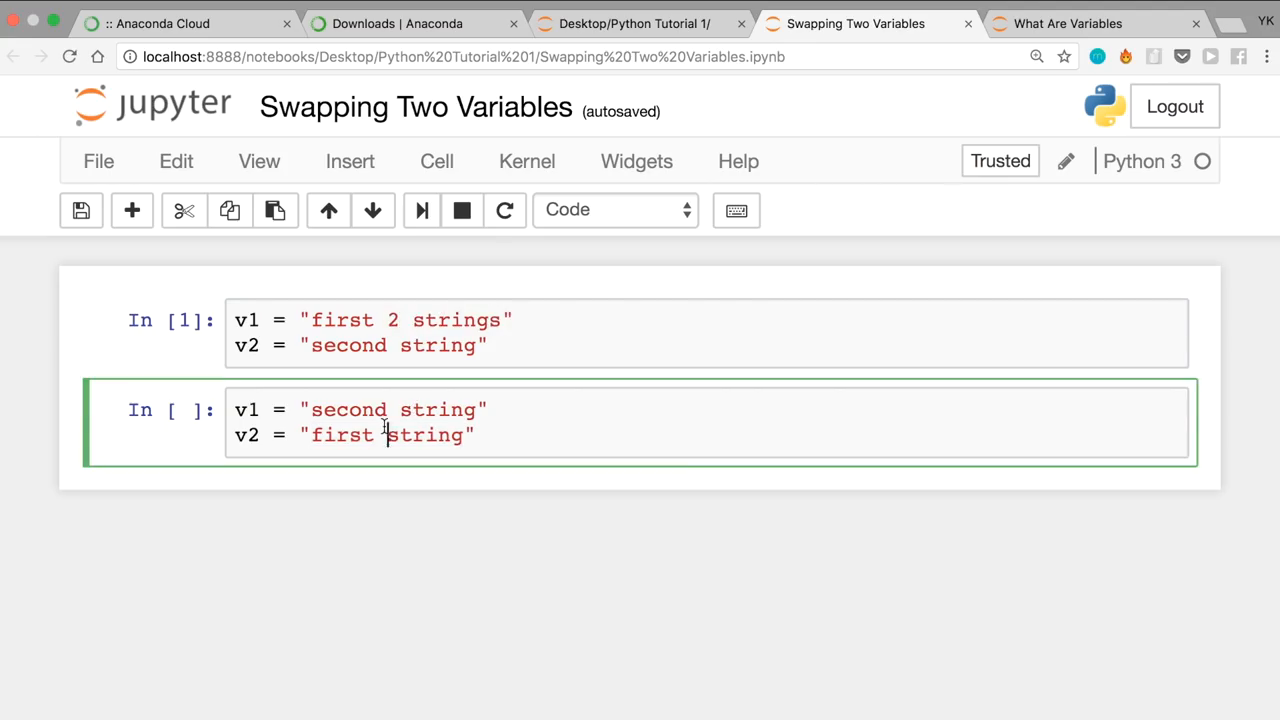 :: Anaconda Cloud
Downloads | Anaconda
Desktop/Python Tutorial 1/
Swapping Two Variables
What Are Variables
YK
localhost:8888/notebooks/Desktop/Python%20Tutorial%201/Swapping%20Two%20Variables.ipynb
jupyter Swapping Two Variables (autosaved)
Logout
File Edit View Insert Cell Kernel Widgets Help Trusted Python 3
Code
In [1]: v1 = "first 2 strings"
v2 = "second string"
In [ ]: v1 = "second string"
v2 = "first string"